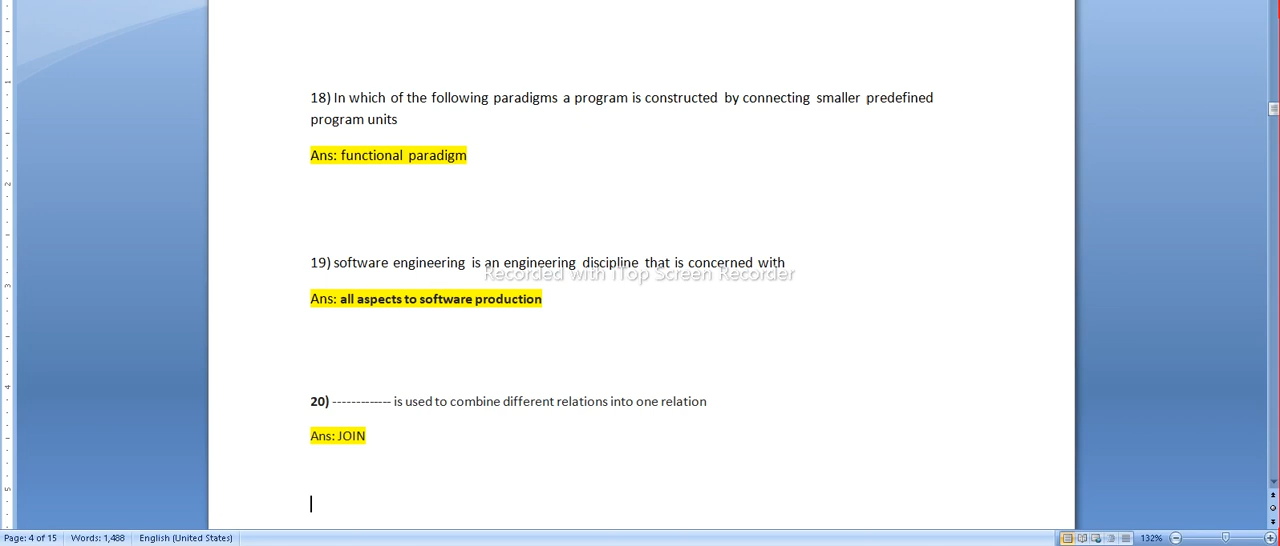 18) In which of the following paradigms a program is constructed by connecting smaller predefined
program units
Ans: functional paradigm
19) software engineering is an engineering discipline that is concerned with
Recorded with iTop Screen Recorder
Ans: all aspects to software production
20) ------------- is used to combine different relations into one relation
Ans: JOIN
Page: 4 of 15 Words: 1,488 English (United States) 132%